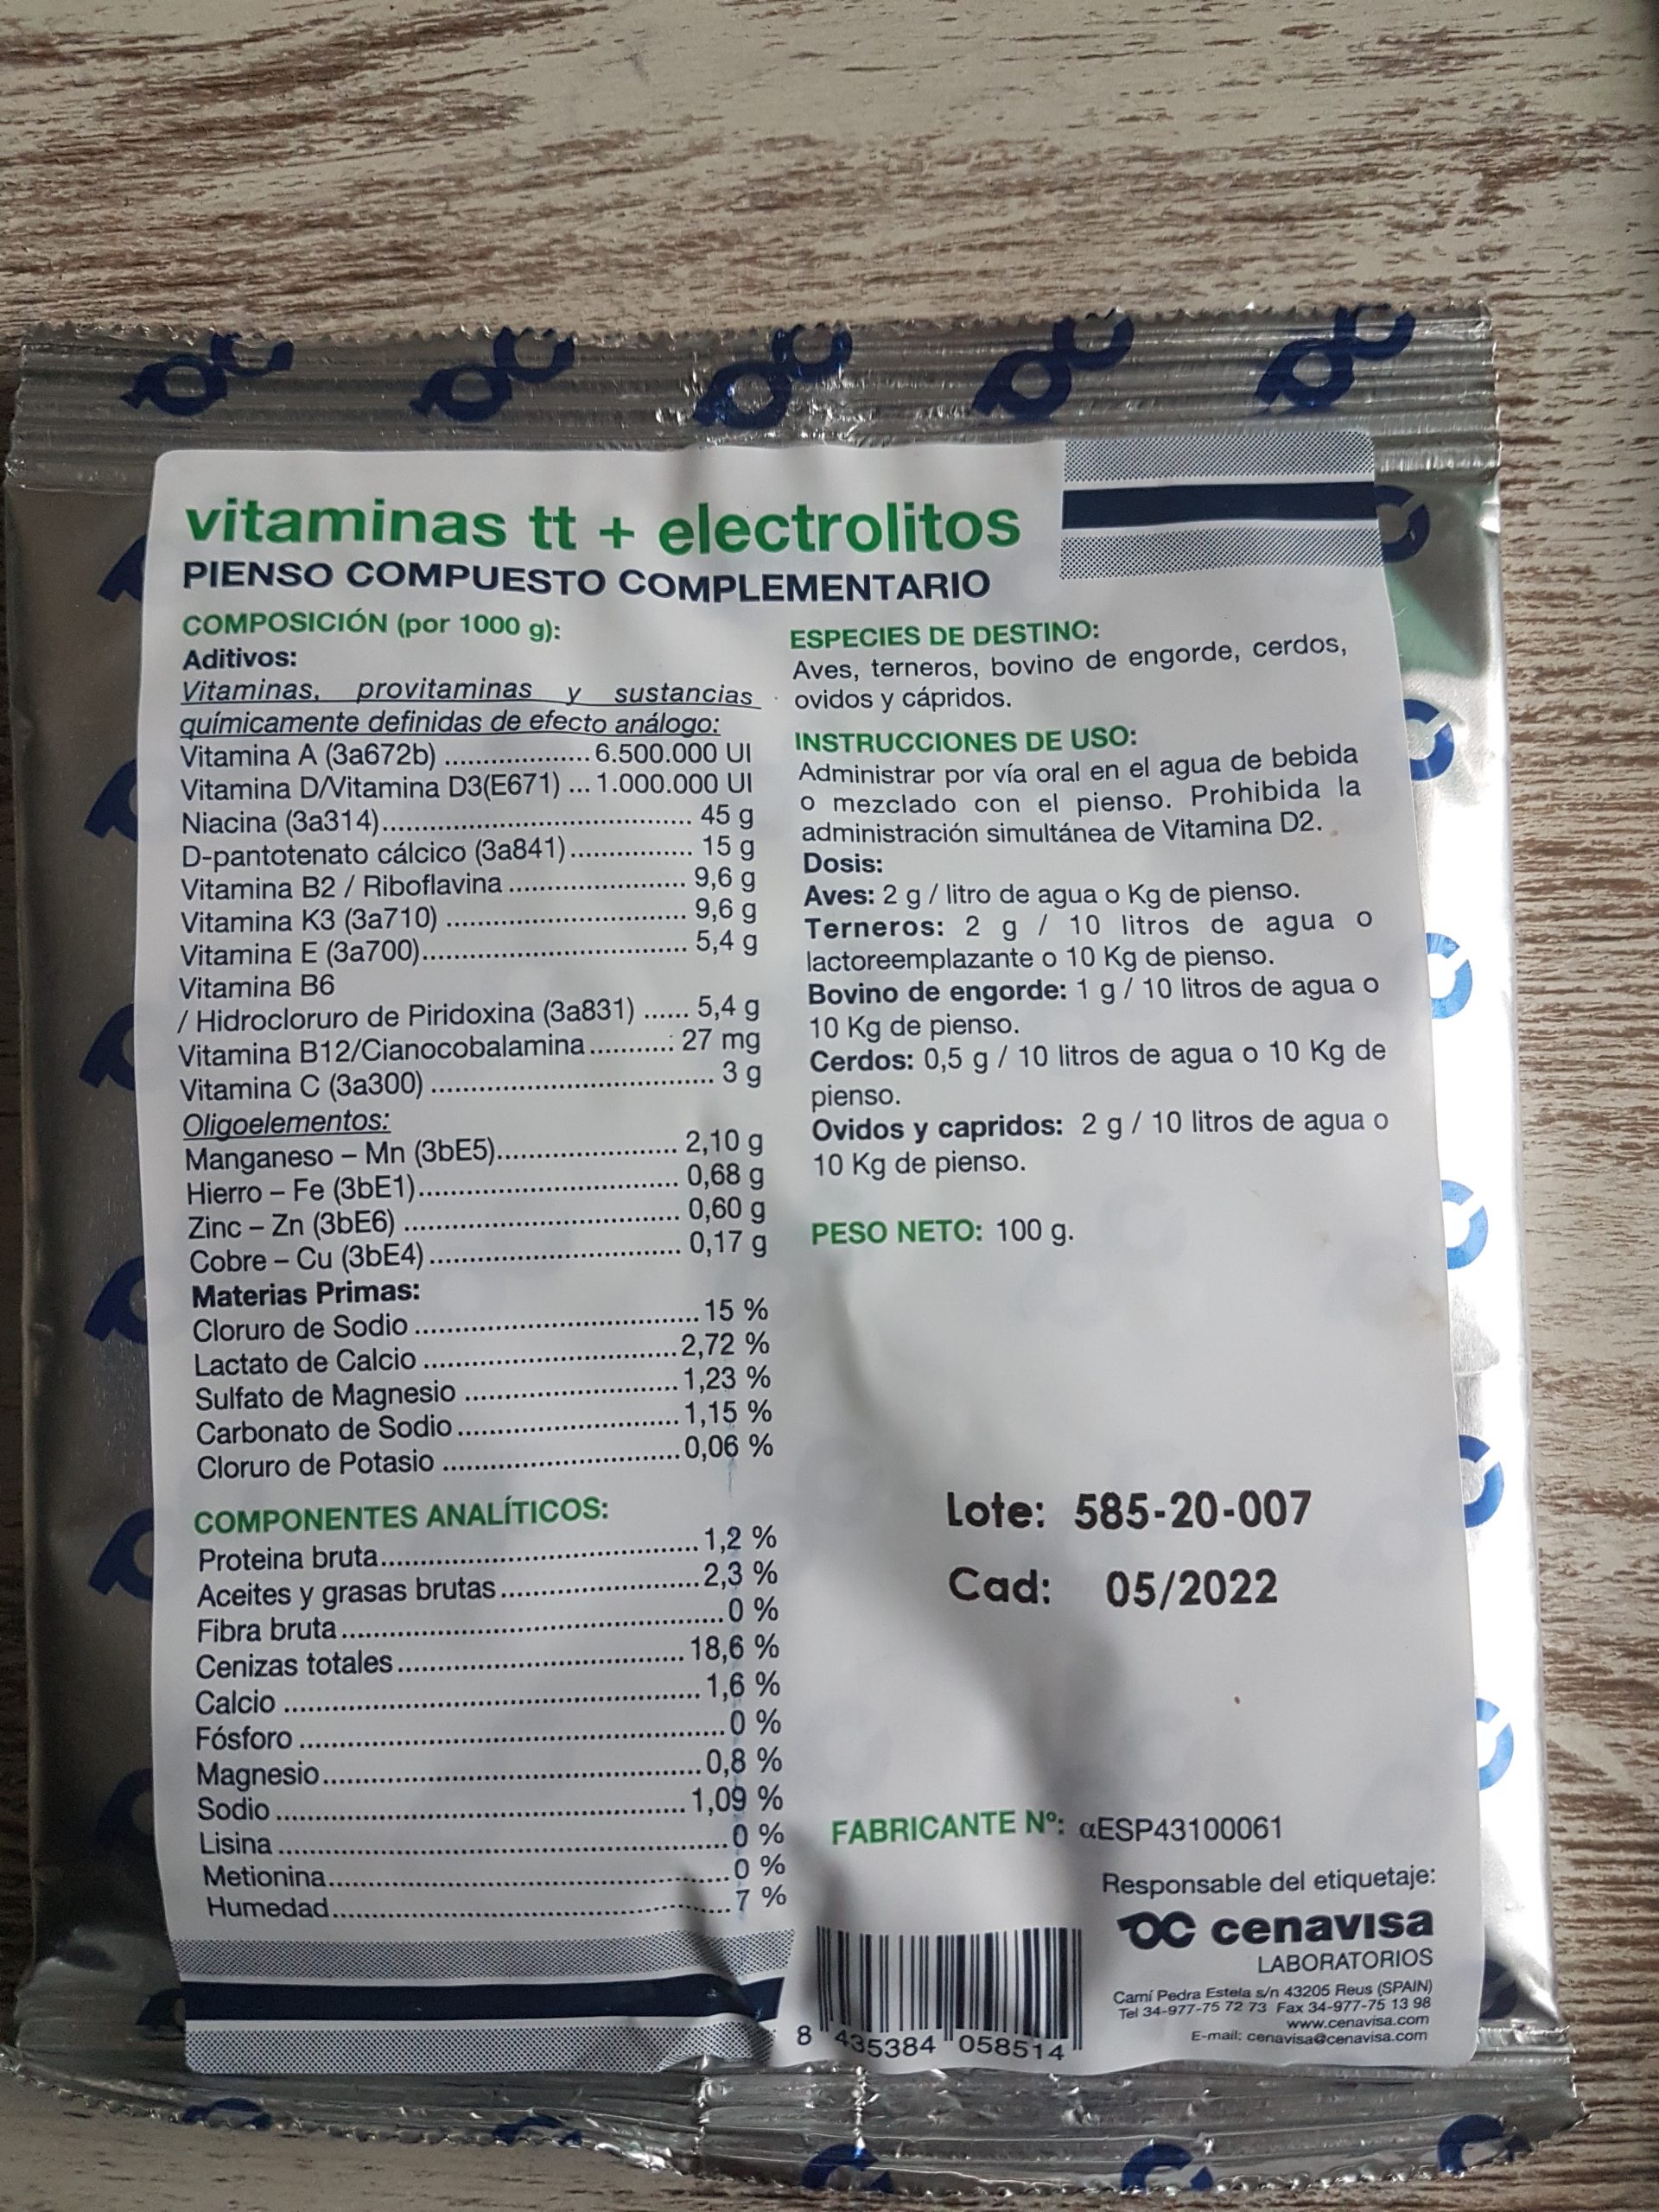 vitaminas tt + electrolitos
PIENSO COMPUESTO COMPLEMENTARIO
COMPOSICIÓN (por 1000 g):
Aditivos:
Vitaminas, provitaminas y sustancias
químicamente definidas de efecto análogo:
Vitamina A (3a672b) ................ 6.500.000 UI
Vitamina D/Vitamina D3(E671) ... 1.000.000 UI
Niacina (3a314)................................... 45 g
D-pantotenato cálcico (3a841)............... 15 g
Vitamina B2 / Riboflavina ...................... 9,6 g
Vitamina K3 (3a710) ............................. 9,6 g
Vitamina E (3a700)................................ 5,4 g
Vitamina B6
/ Hidrocloruro de Piridoxina (3a831) ...... 5,4 g
Vitamina B12/Cianocobalamina ........... 27 mg
Vitamina C (3a300) .................................. 3 g
Oligoelementos:
Manganeso – Mn (3bE5)...................... 2,10 g
Hierro – Fe (3bE1)................................ 0,68 g
Zinc – Zn (3bE6) .................................. 0,60 g
Cobre – Cu (3bE4)............................... 0,17 g
Materias Primas:
Cloruro de Sodio ................................... 15 %
Lactato de Calcio ............................... 2,72 %
Sulfato de Magnesio .......................... 1,23 %
Carbonato de Sodio ........................... 1,15 %
Cloruro de Potasio ............................. 0,06 %
COMPONENTES ANALÍTICOS:
Proteina bruta....................................... 1,2 %
Aceites y grasas brutas ........................ 2,3 %
Fibra bruta ............................................... 0 %
Cenizas totales ................................... 18,6 %
Calcio ................................................... 1,6 %
Fósforo .................................................... 0 %
Magnesio.............................................. 0,8 %
Sodio .................................................. 1,09 %
Lisina ....................................................... 0 %
Metionina................................................. 0 %
Humedad................................................. 7 %
ESPECIES DE DESTINO:
Aves, terneros, bovino de engorde, cerdos,
ovidos y cápridos.
INSTRUCCIONES DE USO:
Administrar por vía oral en el agua de bebida
o mezclado con el pienso. Prohibida la
administración simultánea de Vitamina D2.
Dosis:
Aves: 2 g / litro de agua o Kg de pienso.
Terneros: 2 g / 10 litros de agua o
lactoreemplazante o 10 Kg de pienso.
Bovino de engorde: 1 g / 10 litros de agua o
10 Kg de pienso.
Cerdos: 0,5 g / 10 litros de agua o 10 Kg de
pienso.
Ovidos y capridos: 2 g / 10 litros de agua o
10 Kg de pienso.
PESO NETO: 100 g.
Lote: 585-20-007
Cad: 05/2022
FABRICANTE Nº: αESP43100061
Responsable del etiquetaje:
cenavisa
LABORATORIOS
Camí Pedra Estela s/n 43205 Reus (SPAIN)
Tel 34-977-75 72 73 Fax 34-977-75 13 98
www.cenavisa.com
E-mail: cenavisa@cenavisa.com
8 435384 058514